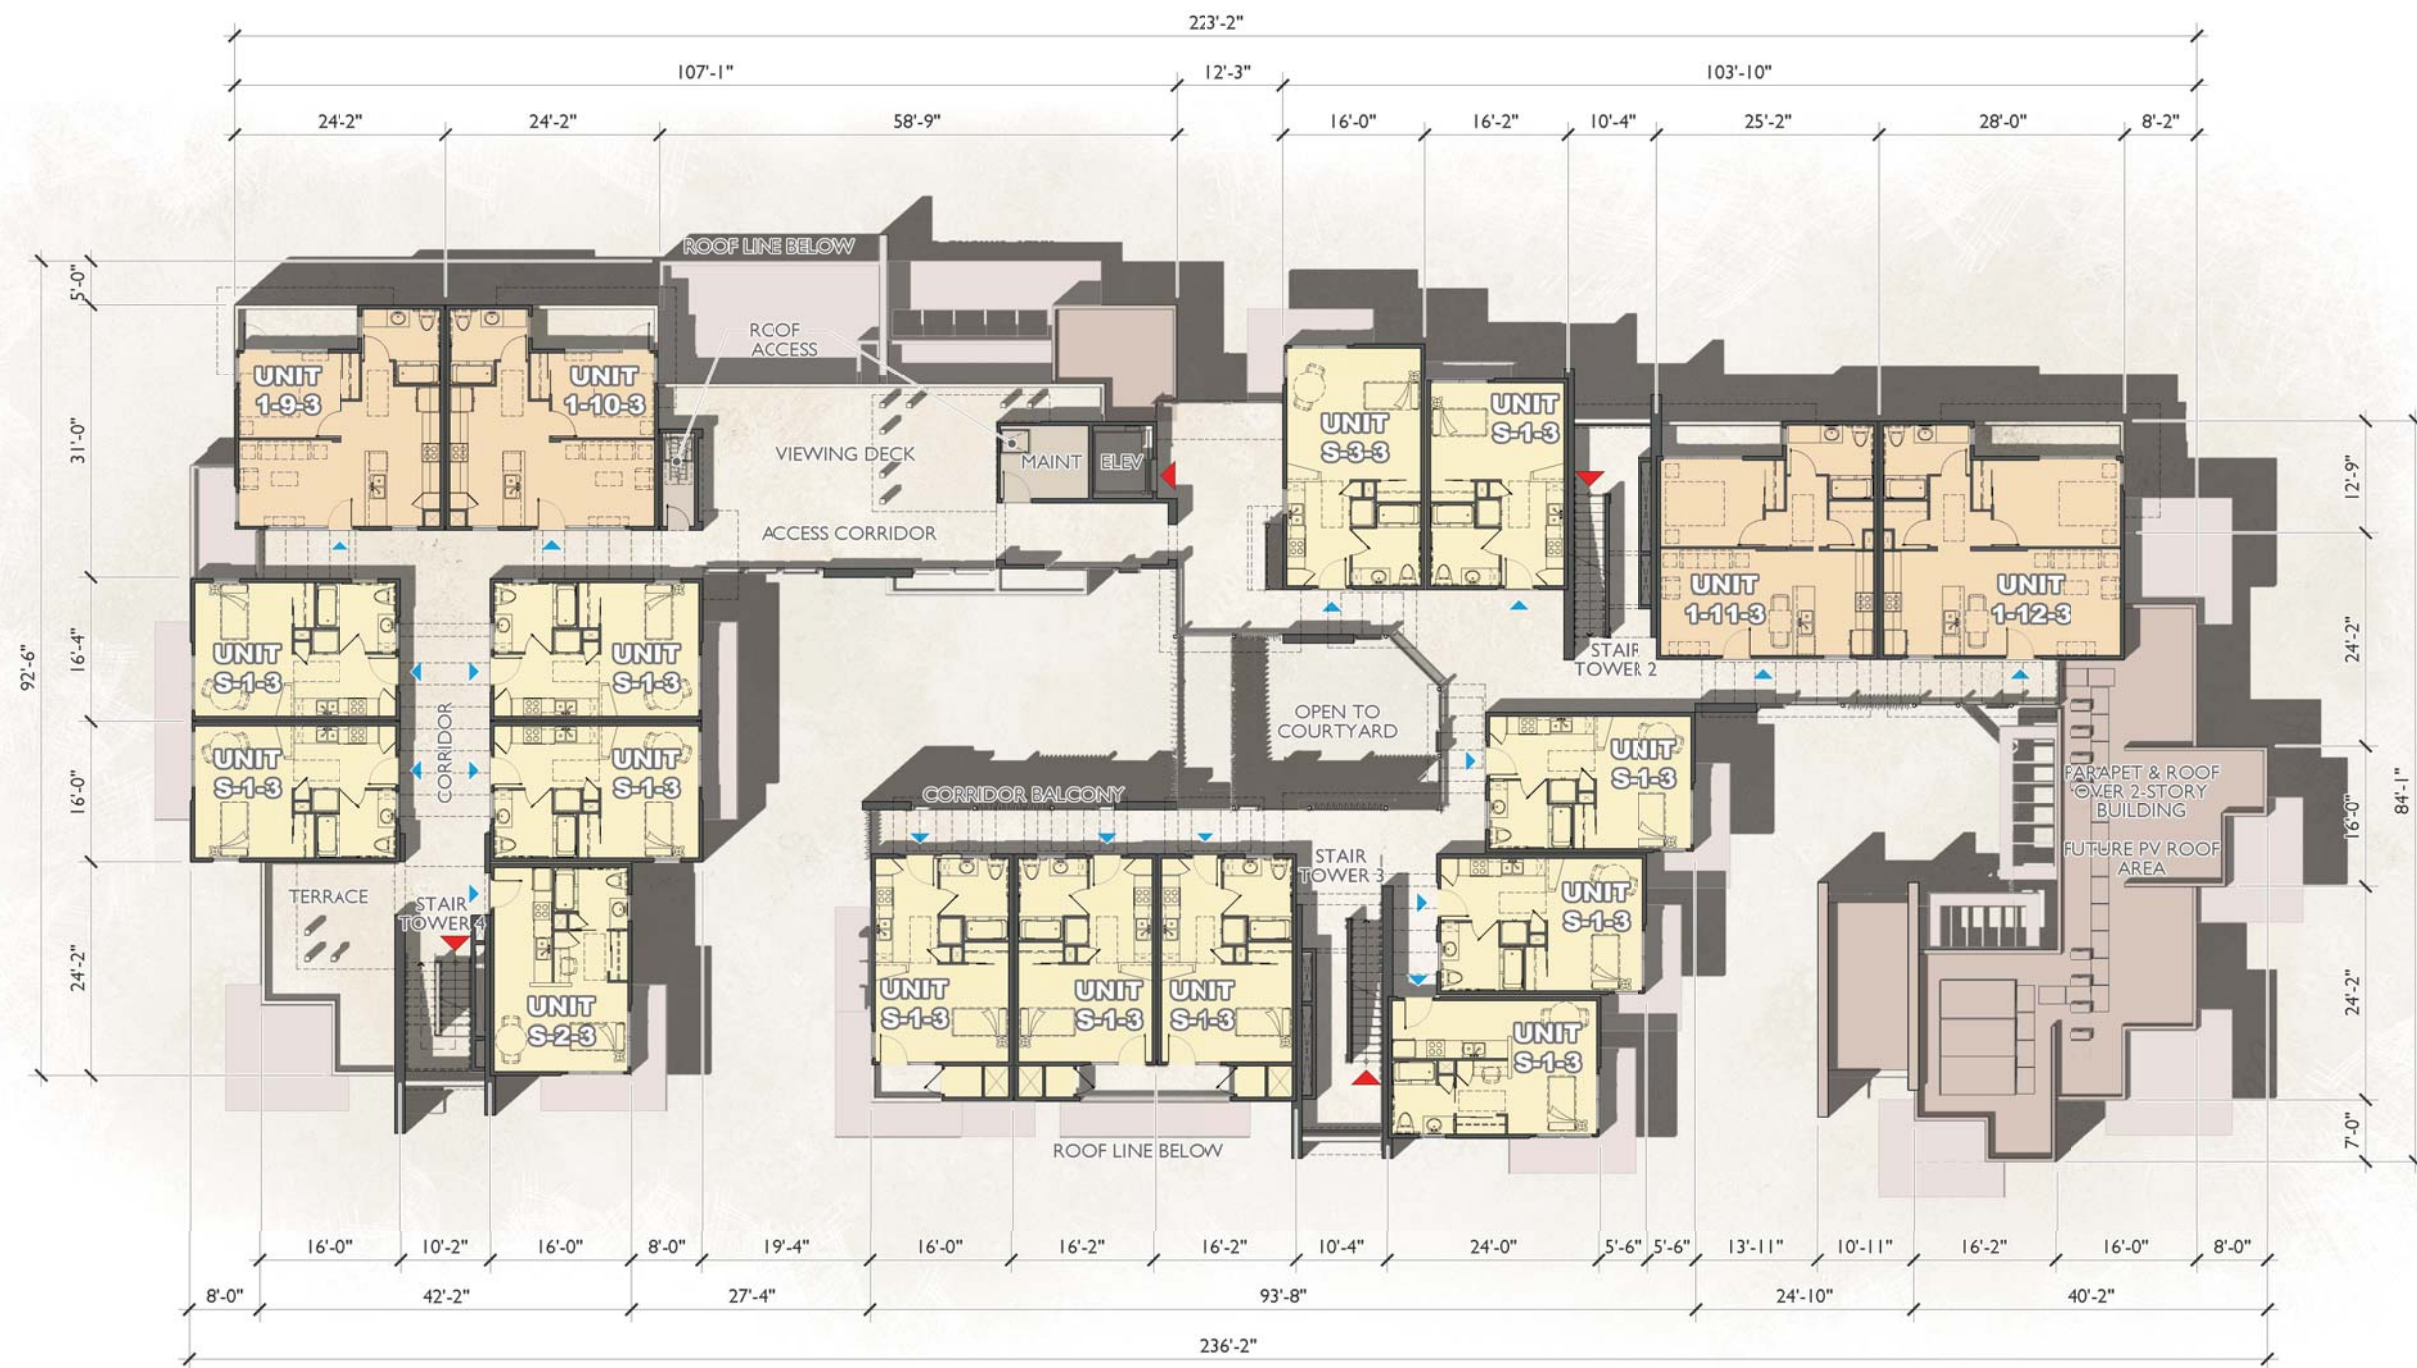 223'-2"
107'-1"
12'-3"
103'-10"
24'-2"
24'-2"
58'-9"
16'-0"
16'-2"
10'-4"
25'-2"
28'-0"
8'-2"
ROOF LINE BELOW
5'-0"
31'-0"
16'-4"
16'-0"
24'-2"
92'-6"
RCOF
ACCESS
UNIT
1-9-3
UNIT
1-10-3
VIEWING DECK
MAINT
ELEV
ACCESS CORRIDOR
UNIT
S-3-3
UNIT
S-1-3
UNIT
1-11-3
UNIT
1-12-3
STAIR
TOWER 2
12'-9"
24'-2"
16'-0"
24'-2"
7'-0"
84'-1"
UNIT
S-1-3
UNIT
S-1-3
UNIT
S-1-3
UNIT
S-1-3
CORRIDOR
OPEN TO
COURTYARD
UNIT
S-1-3
PARAPET & ROOF
OVER 2-STORY
BUILDING
FUTURE PV ROOF
AREA
CORRIDOR BALCONY
STAIR
TOWER 3
TERRACE
STAIR
TOWER 4
UNIT
S-2-3
UNIT
S-1-3
UNIT
S-1-3
UNIT
S-1-3
UNIT
S-1-3
UNIT
S-1-3
ROOF LINE BELOW
16'-0"
10'-2"
16'-0"
8'-0"
19'-4"
16'-0"
16'-2"
16'-2"
10'-4"
24'-0"
5'-6"
5'-6"
13'-11"
10'-11"
16'-2"
16'-0"
8'-0"
8'-0"
42'-2"
27'-4"
93'-8"
24'-10"
40'-2"
236'-2"